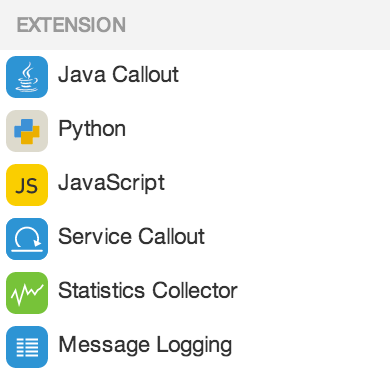 EXTENSION
Java Callout
Python
JS JavaScript
Service Callout
Statistics Collector
Message Logging